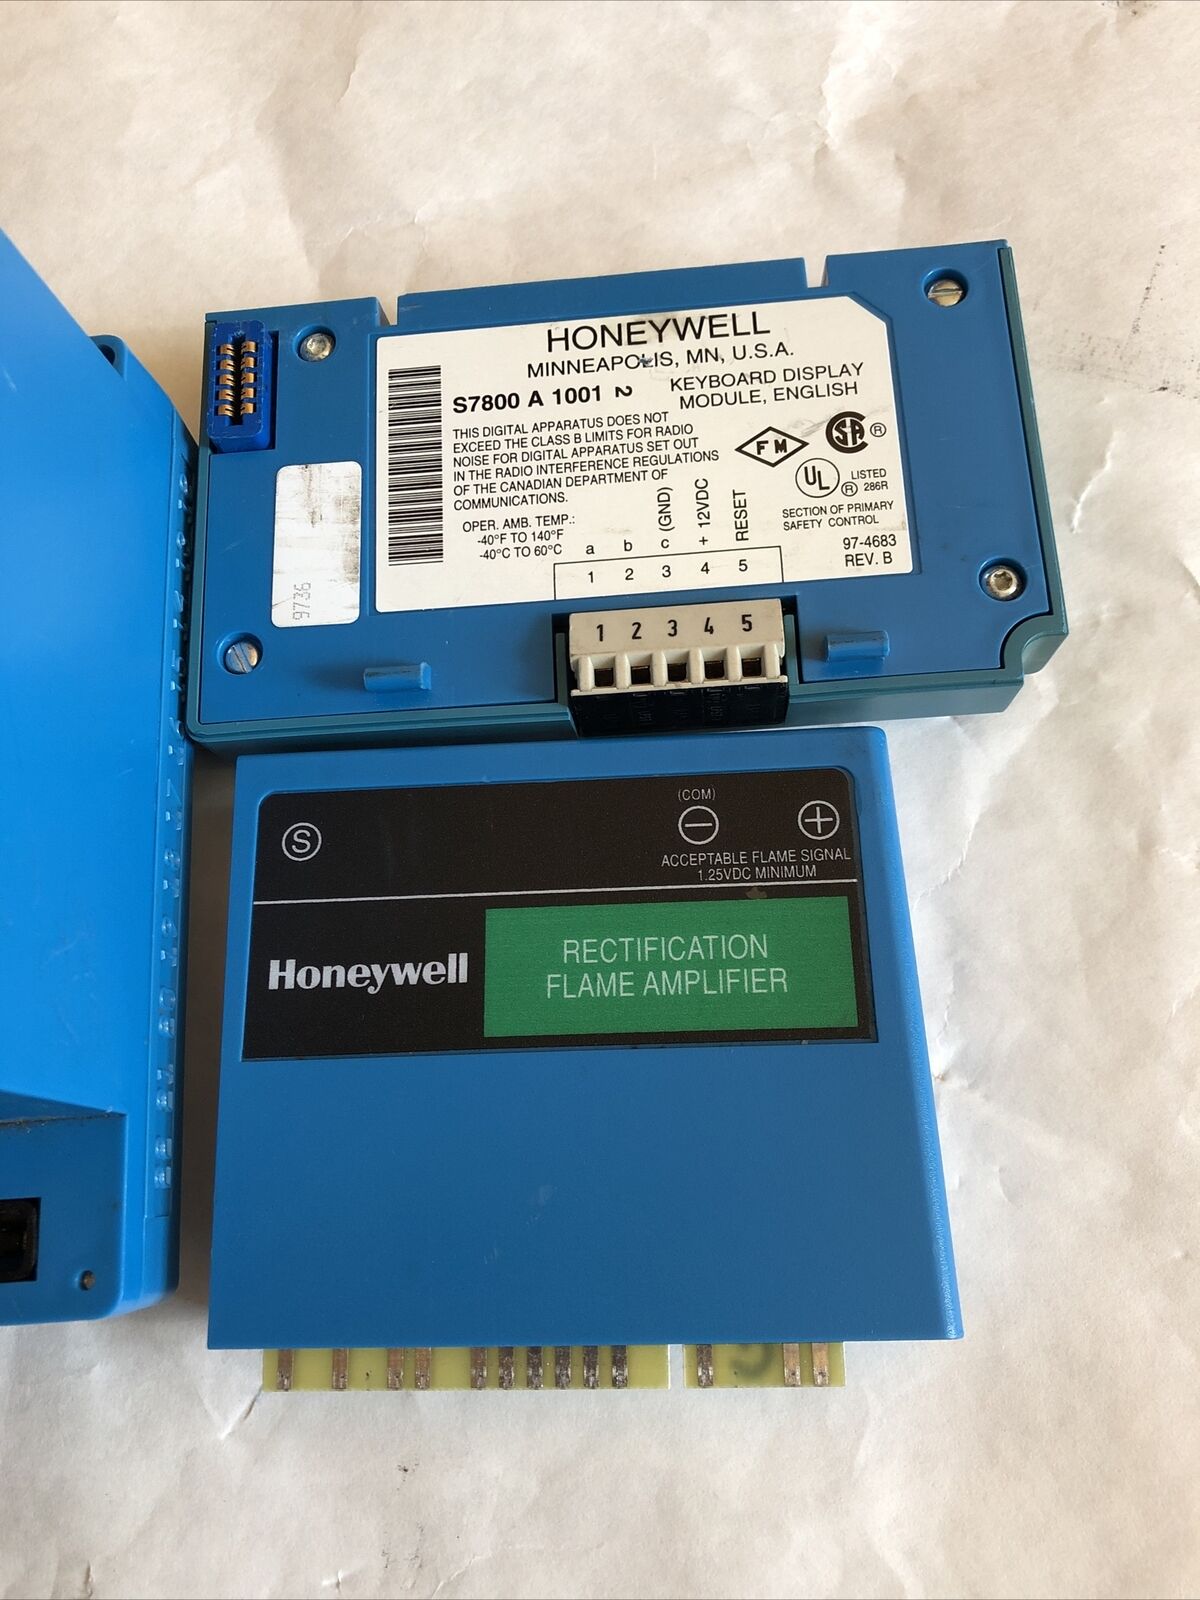 HONEYWELL
MINNEAPOLIS, MN, U.S.A.
S7800 A 1001 2
KEYBOARD DISPLAY
MODULE, ENGLISH
THIS DIGITAL APPARATUS DOES NOT
EXCEED THE CLASS B LIMITS FOR RADIO
NOISE FOR DIGITAL APPARATUS SET OUT
IN THE RADIO INTERFERENCE REGULATIONS
OF THE CANADIAN DEPARTMENT OF
COMMUNICATIONS.
OPER. AMB. TEMP.:
-40°F TO 140°F
-40°C TO 60°C
FM
SA ®
UL ® LISTED
286R
SECTION OF PRIMARY
SAFETY CONTROL
97-4683
REV. B
a b c (GND) + 12VDC RESET
1 2 3 4 5
1 2 3 4 5
9736
S
(COM)
− +
ACCEPTABLE FLAME SIGNAL
1.25VDC MINIMUM
Honeywell
RECTIFICATION
FLAME AMPLIFIER